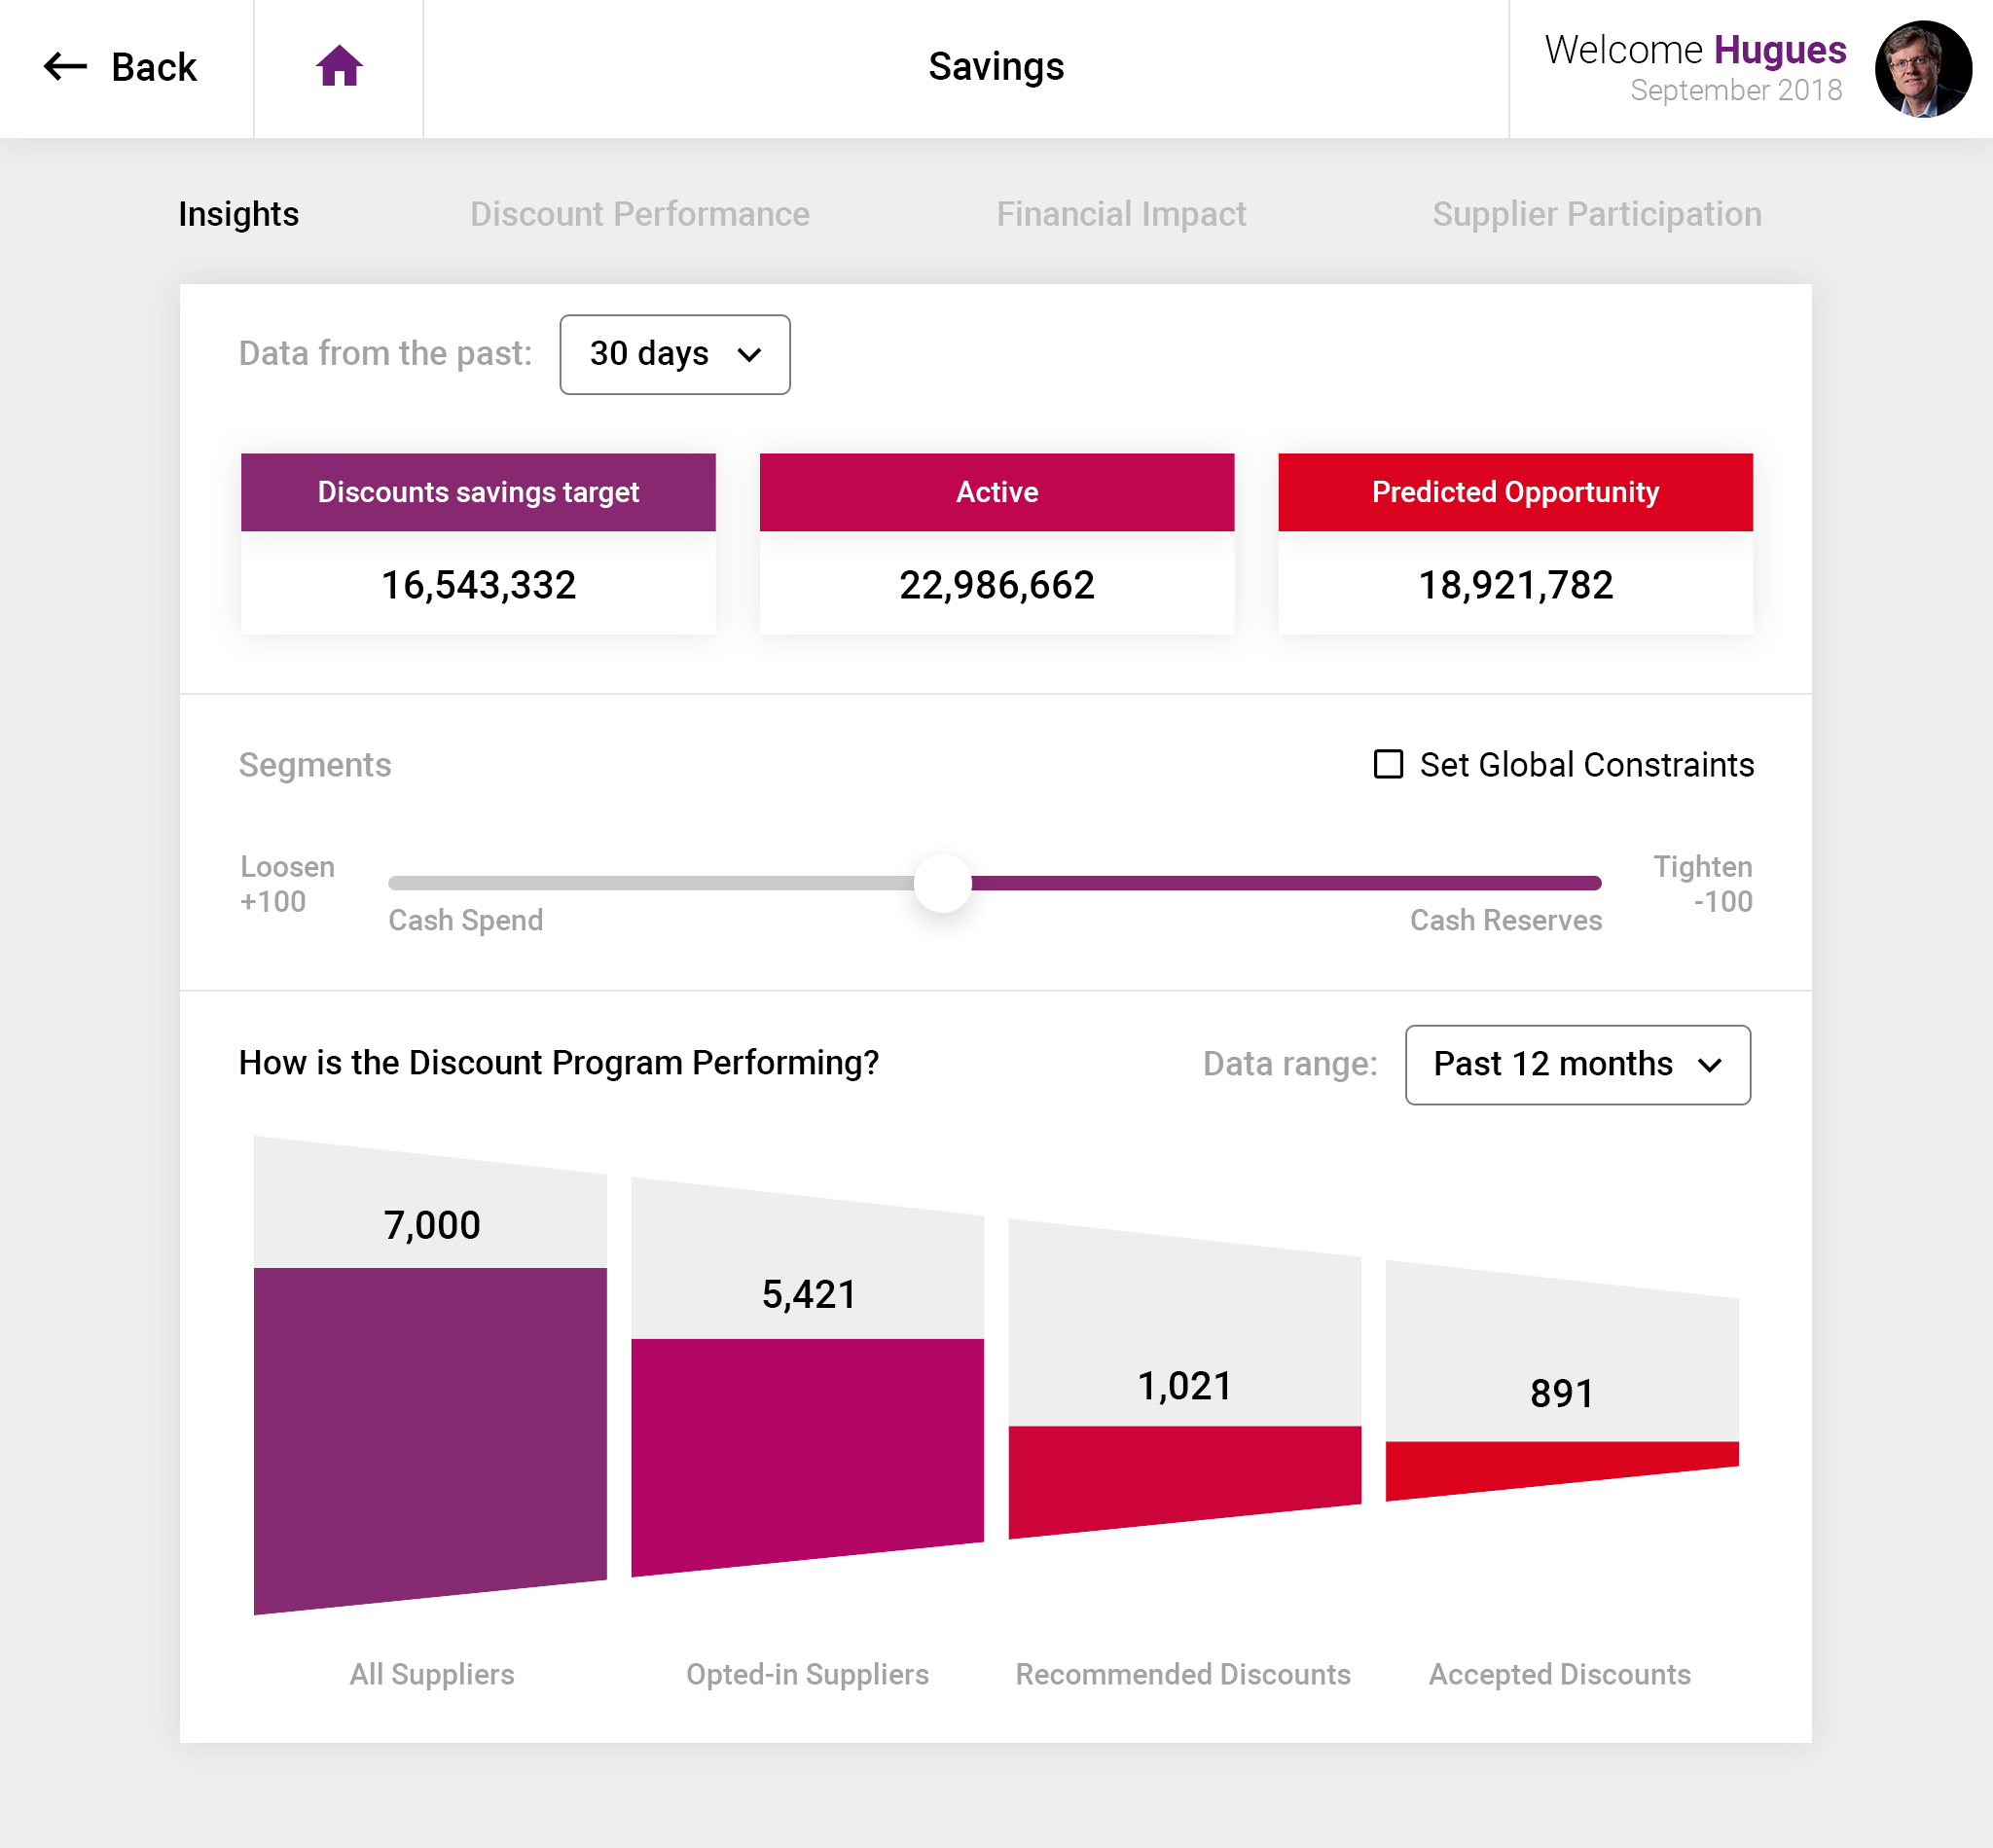 Back
Savings
Welcome Hugues
September 2018
Insights
Discount Performance
Financial Impact
Supplier Participation
Data from the past:
30 days
Discounts savings target
Active
Predicted Opportunity
16,543,332
22,986,662
18,921,782
Segments
Set Global Constraints
Loosen
+100
Cash Spend
Cash Reserves
Tighten
-100
How is the Discount Program Performing?
Data range:
Past 12 months
7,000
5,421
1,021
891
All Suppliers
Opted-in Suppliers
Recommended Discounts
Accepted Discounts